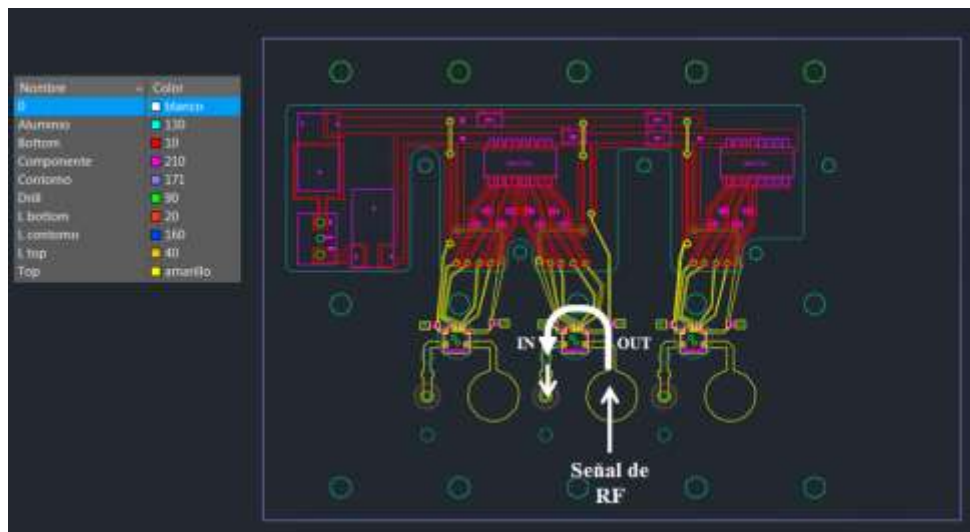 Nombre Color
0 blanco
Aluminio 130
Bottom 10
Componente 210
Contorno 171
Drill 90
L bottom 20
L contorno 160
L top 40
Top amarillo
IN OUT
Señal de
RF